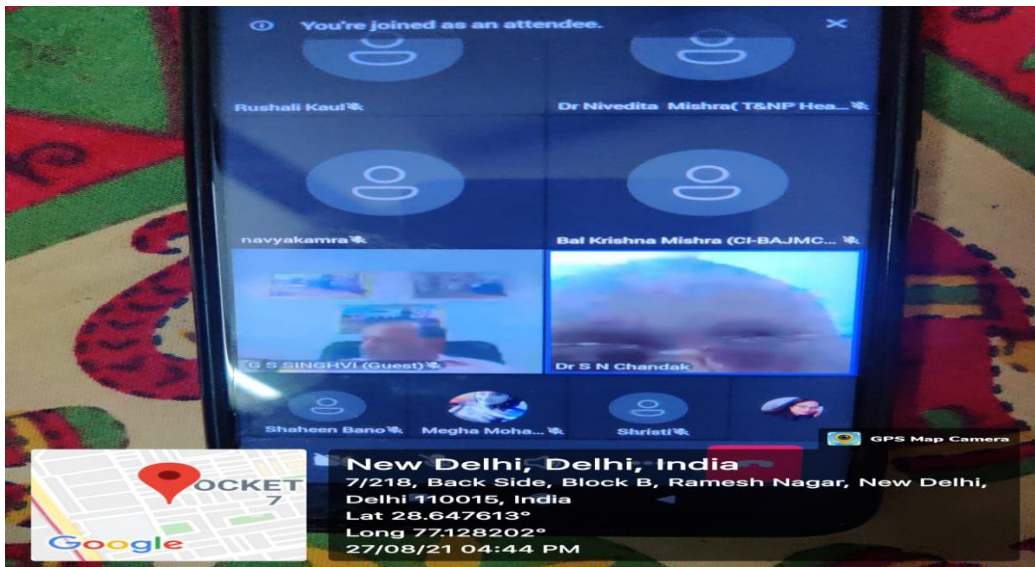 You're joined as an attendee.
Rushali Kaul
Dr Nivedita Mishra( T&NP Hea...
navyakamra
Bal Krishna Mishra (CI-BAJMC...
G S SINGHVI (Guest)
Dr S N Chandak
Shaheen Bano
Megha Moha...
Shristi
GPS Map Camera
OCKET
7
Google
New Delhi, Delhi, India
7/218, Back Side, Block B, Ramesh Nagar, New Delhi,
Delhi 110015, India
Lat 28.647613°
Long 77.128202°
27/08/21 04:44 PM